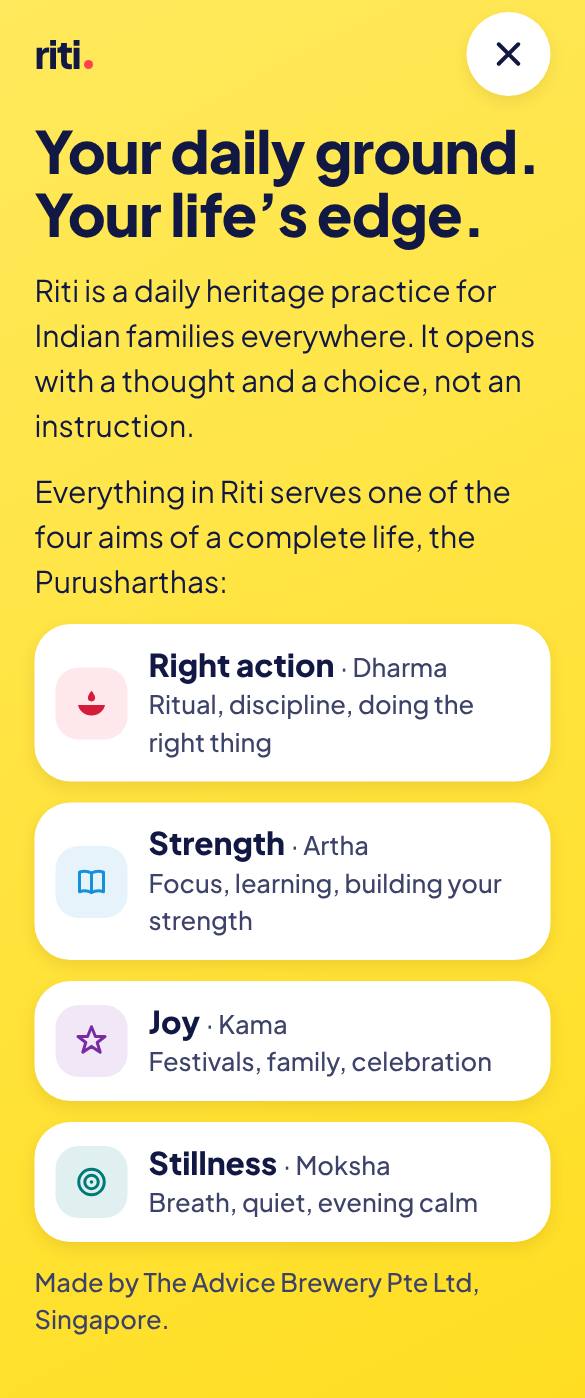 riti.
Your daily ground.
Your life’s edge.
Riti is a daily heritage practice for
Indian families everywhere. It opens
with a thought and a choice, not an
instruction.
Everything in Riti serves one of the
four aims of a complete life, the
Purusharthas:
Right action · Dharma
Ritual, discipline, doing the
right thing
Strength · Artha
Focus, learning, building your
strength
Joy · Kama
Festivals, family, celebration
Stillness · Moksha
Breath, quiet, evening calm
Made by The Advice Brewery Pte Ltd,
Singapore.